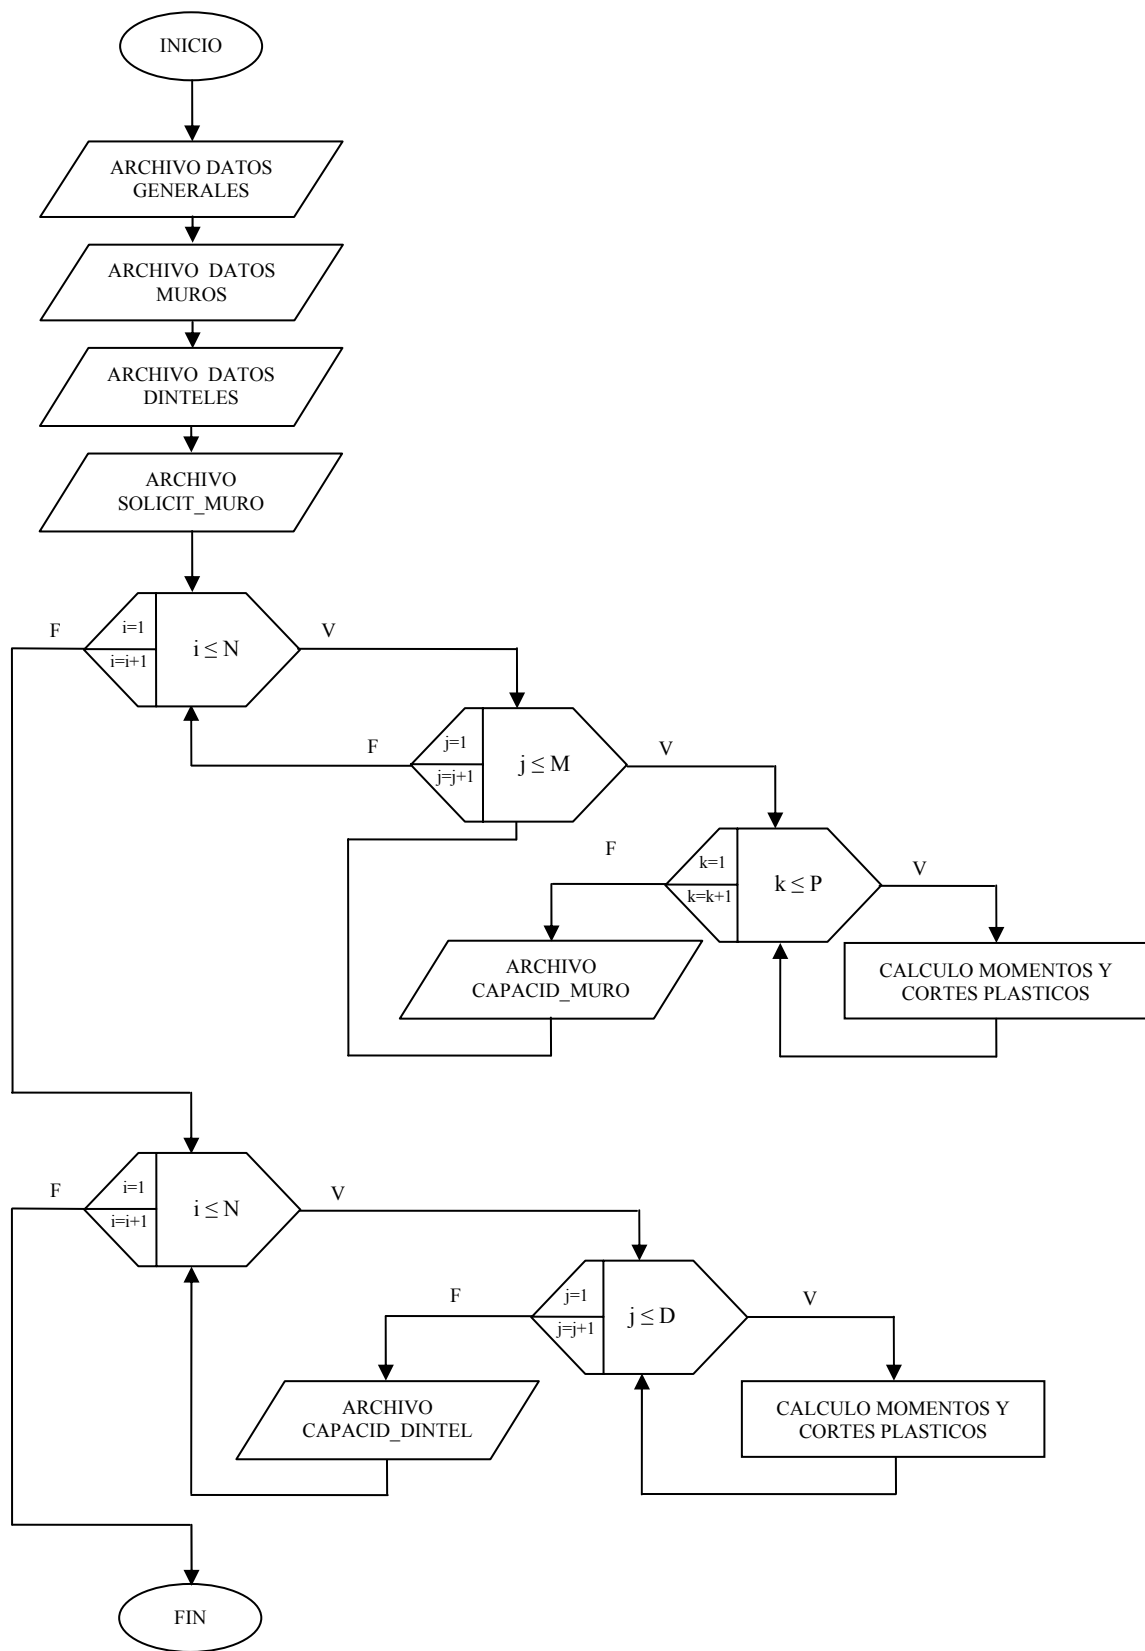 INICIO
ARCHIVO DATOS
GENERALES
ARCHIVO DATOS
MUROS
ARCHIVO DATOS
DINTELES
ARCHIVO
SOLICIT_MURO
F
i=1
i=i+1
i ≤ N
V
F
j=1
j=j+1
j ≤ M
V
F
k=1
k=k+1
k ≤ P
V
ARCHIVO
CAPACID_MURO
CALCULO MOMENTOS Y
CORTES PLASTICOS
F
i=1
i=i+1
i ≤ N
V
F
j=1
j=j+1
j ≤ D
V
ARCHIVO
CAPACID_DINTEL
CALCULO MOMENTOS Y
CORTES PLASTICOS
FIN